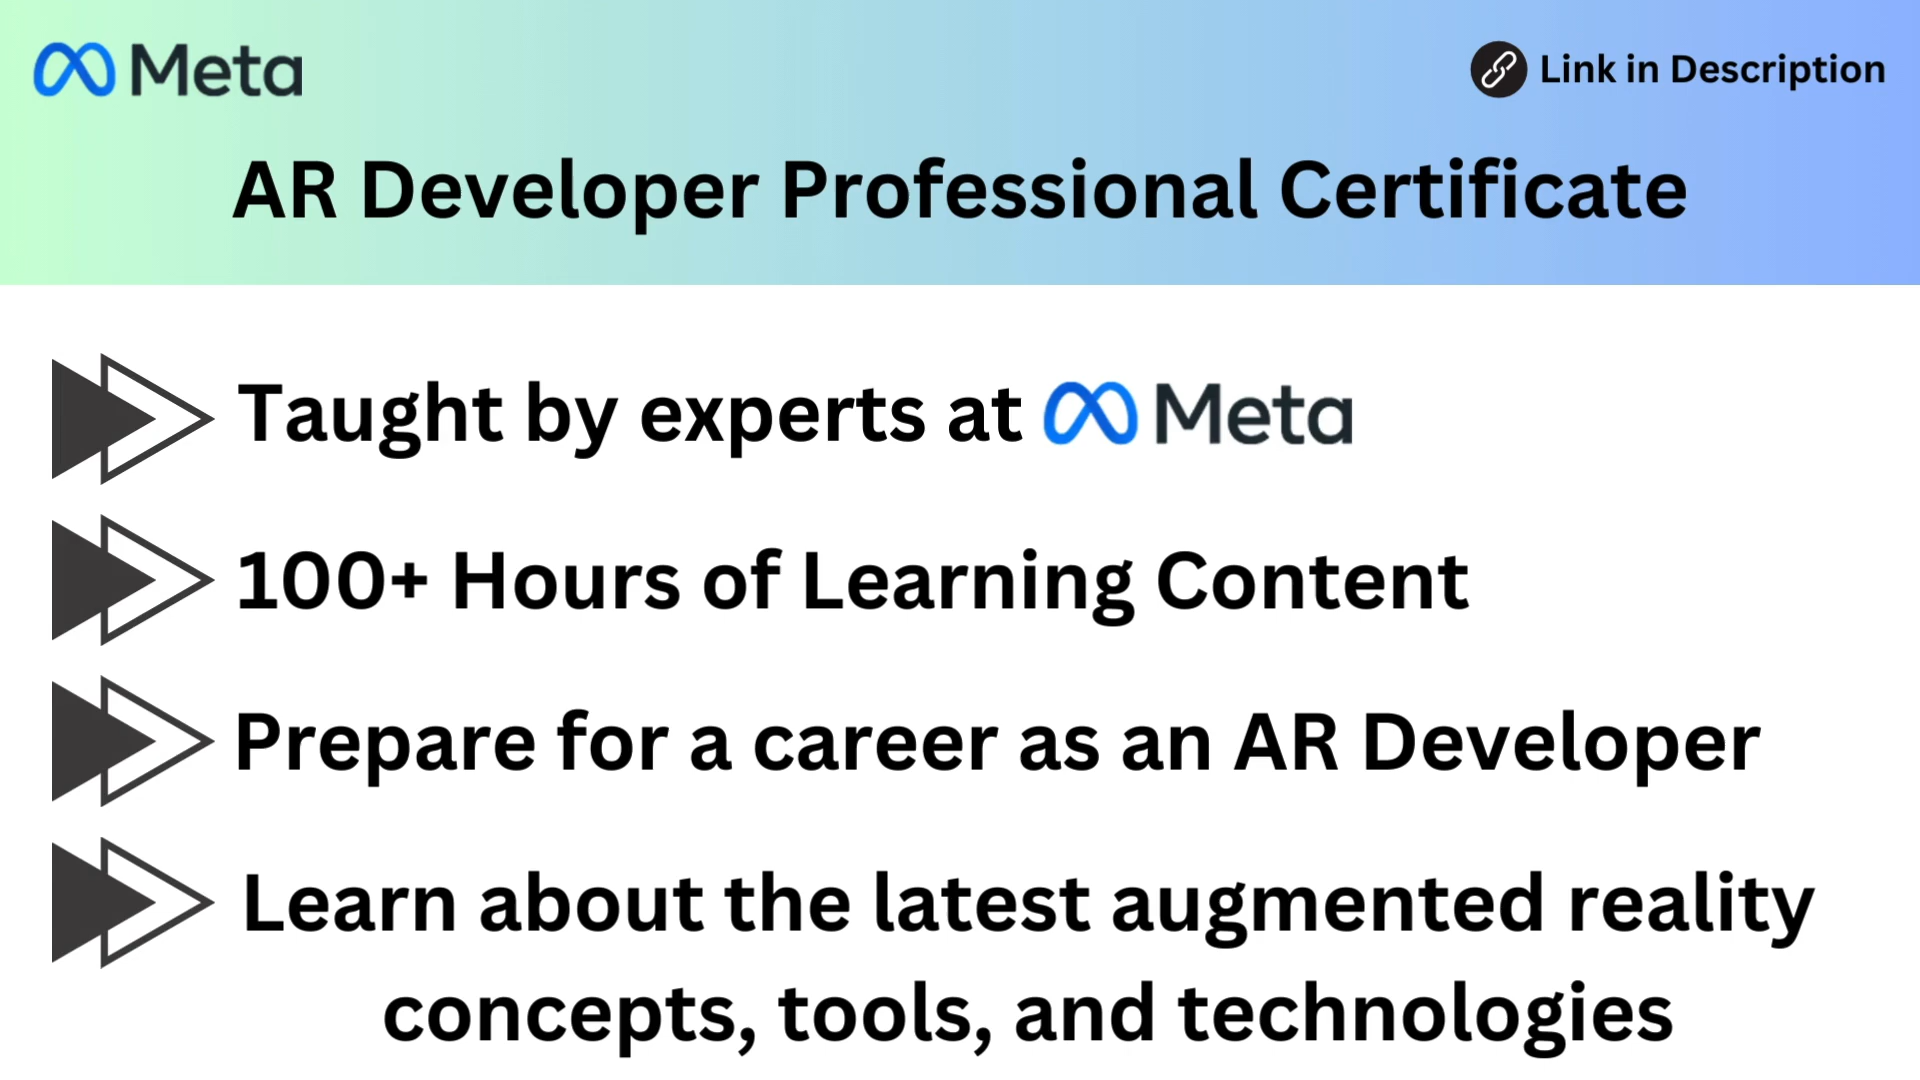 Meta
Link in Description
AR Developer Professional Certificate
Taught by experts at Meta
100+ Hours of Learning Content
Prepare for a career as an AR Developer
Learn about the latest augmented reality
concepts, tools, and technologies